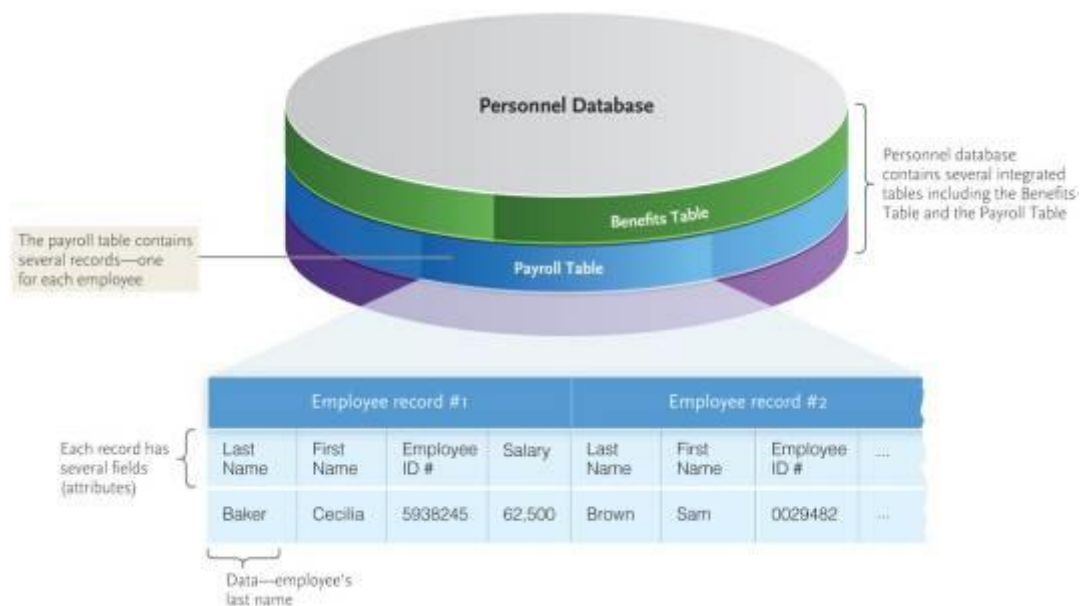 Personnel Database
Personnel database
contains several integrated
tables including the Benefits
Table and the Payroll Table
Benefits Table
The payroll table contains
several records—one
for each employee
Payroll Table
Employee record #1 Employee record #2
Each record has
several fields
(attributes)
Last First Employee Salary Last First Employee ...
Name Name ID # Name Name ID #
Baker Cecilia 5938245 62,500 Brown Sam 0029482 ...
Data—employee's
last name